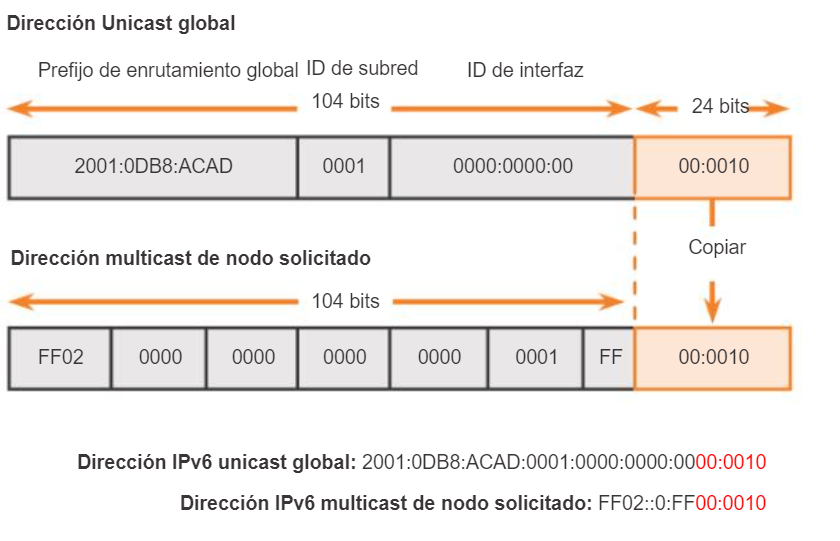 Dirección Unicast global
Prefijo de enrutamiento global ID de subred ID de interfaz
104 bits 24 bits
2001:0DB8:ACAD 0001 0000:0000:00 00:0010
Copiar
Dirección multicast de nodo solicitado
104 bits
FF02 0000 0000 0000 0000 0001 FF 00:0010
Dirección IPv6 unicast global: 2001:0DB8:ACAD:0001:0000:0000:0000:0010
Dirección IPv6 multicast de nodo solicitado: FF02::0:FF00:0010